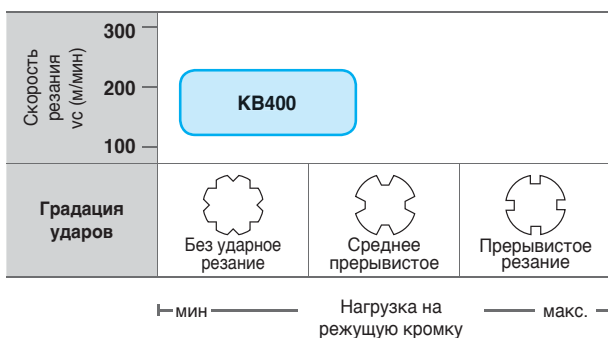 300
Скорость
резания
vc (м/мин)
200
100
KB400
Градация
ударов
Без ударное
резание
Среднее
прерывистое
Прерывистое
резание
мин
Нагрузка на
режущую кромку
макс.